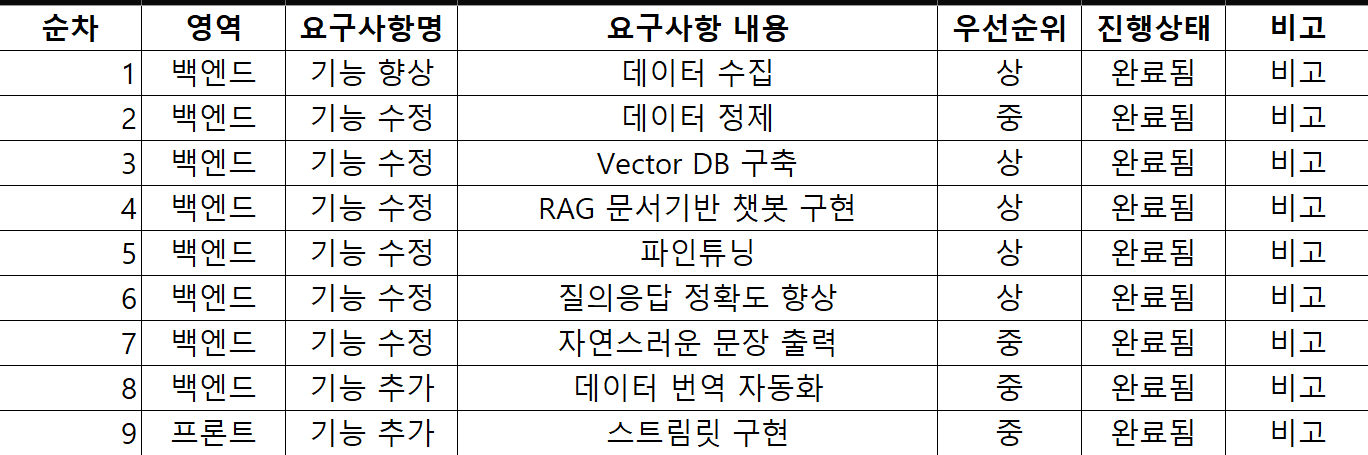 순차 영역 요구사항명 요구사항 내용 우선순위 진행상태 비고
1 백엔드 기능 향상 데이터 수집 상 완료됨 비고
2 백엔드 기능 수정 데이터 정제 중 완료됨 비고
3 백엔드 기능 수정 Vector DB 구축 상 완료됨 비고
4 백엔드 기능 수정 RAG 문서기반 챗봇 구현 상 완료됨 비고
5 백엔드 기능 수정 파인튜닝 상 완료됨 비고
6 백엔드 기능 수정 질의응답 정확도 향상 상 완료됨 비고
7 백엔드 기능 수정 자연스러운 문장 출력 중 완료됨 비고
8 백엔드 기능 추가 데이터 번역 자동화 중 완료됨 비고
9 프론트 기능 추가 스트림릿 구현 중 완료됨 비고